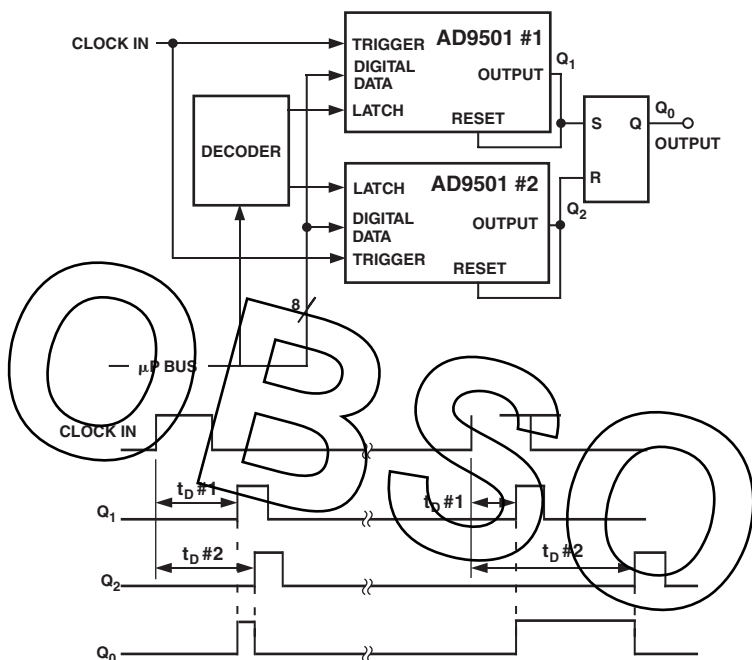 CLOCK IN
TRIGGER
DIGITAL
DATA
LATCH
AD9501 #1
OUTPUT
RESET
Q1
DECODER
S
Q
R
Q0
OUTPUT
LATCH
DIGITAL
DATA
TRIGGER
AD9501 #2
OUTPUT
RESET
Q2
8
µP BUS
OBSO
CLOCK IN
tD #1
tD #1
Q1
tD #2
tD #2
Q2
Q0